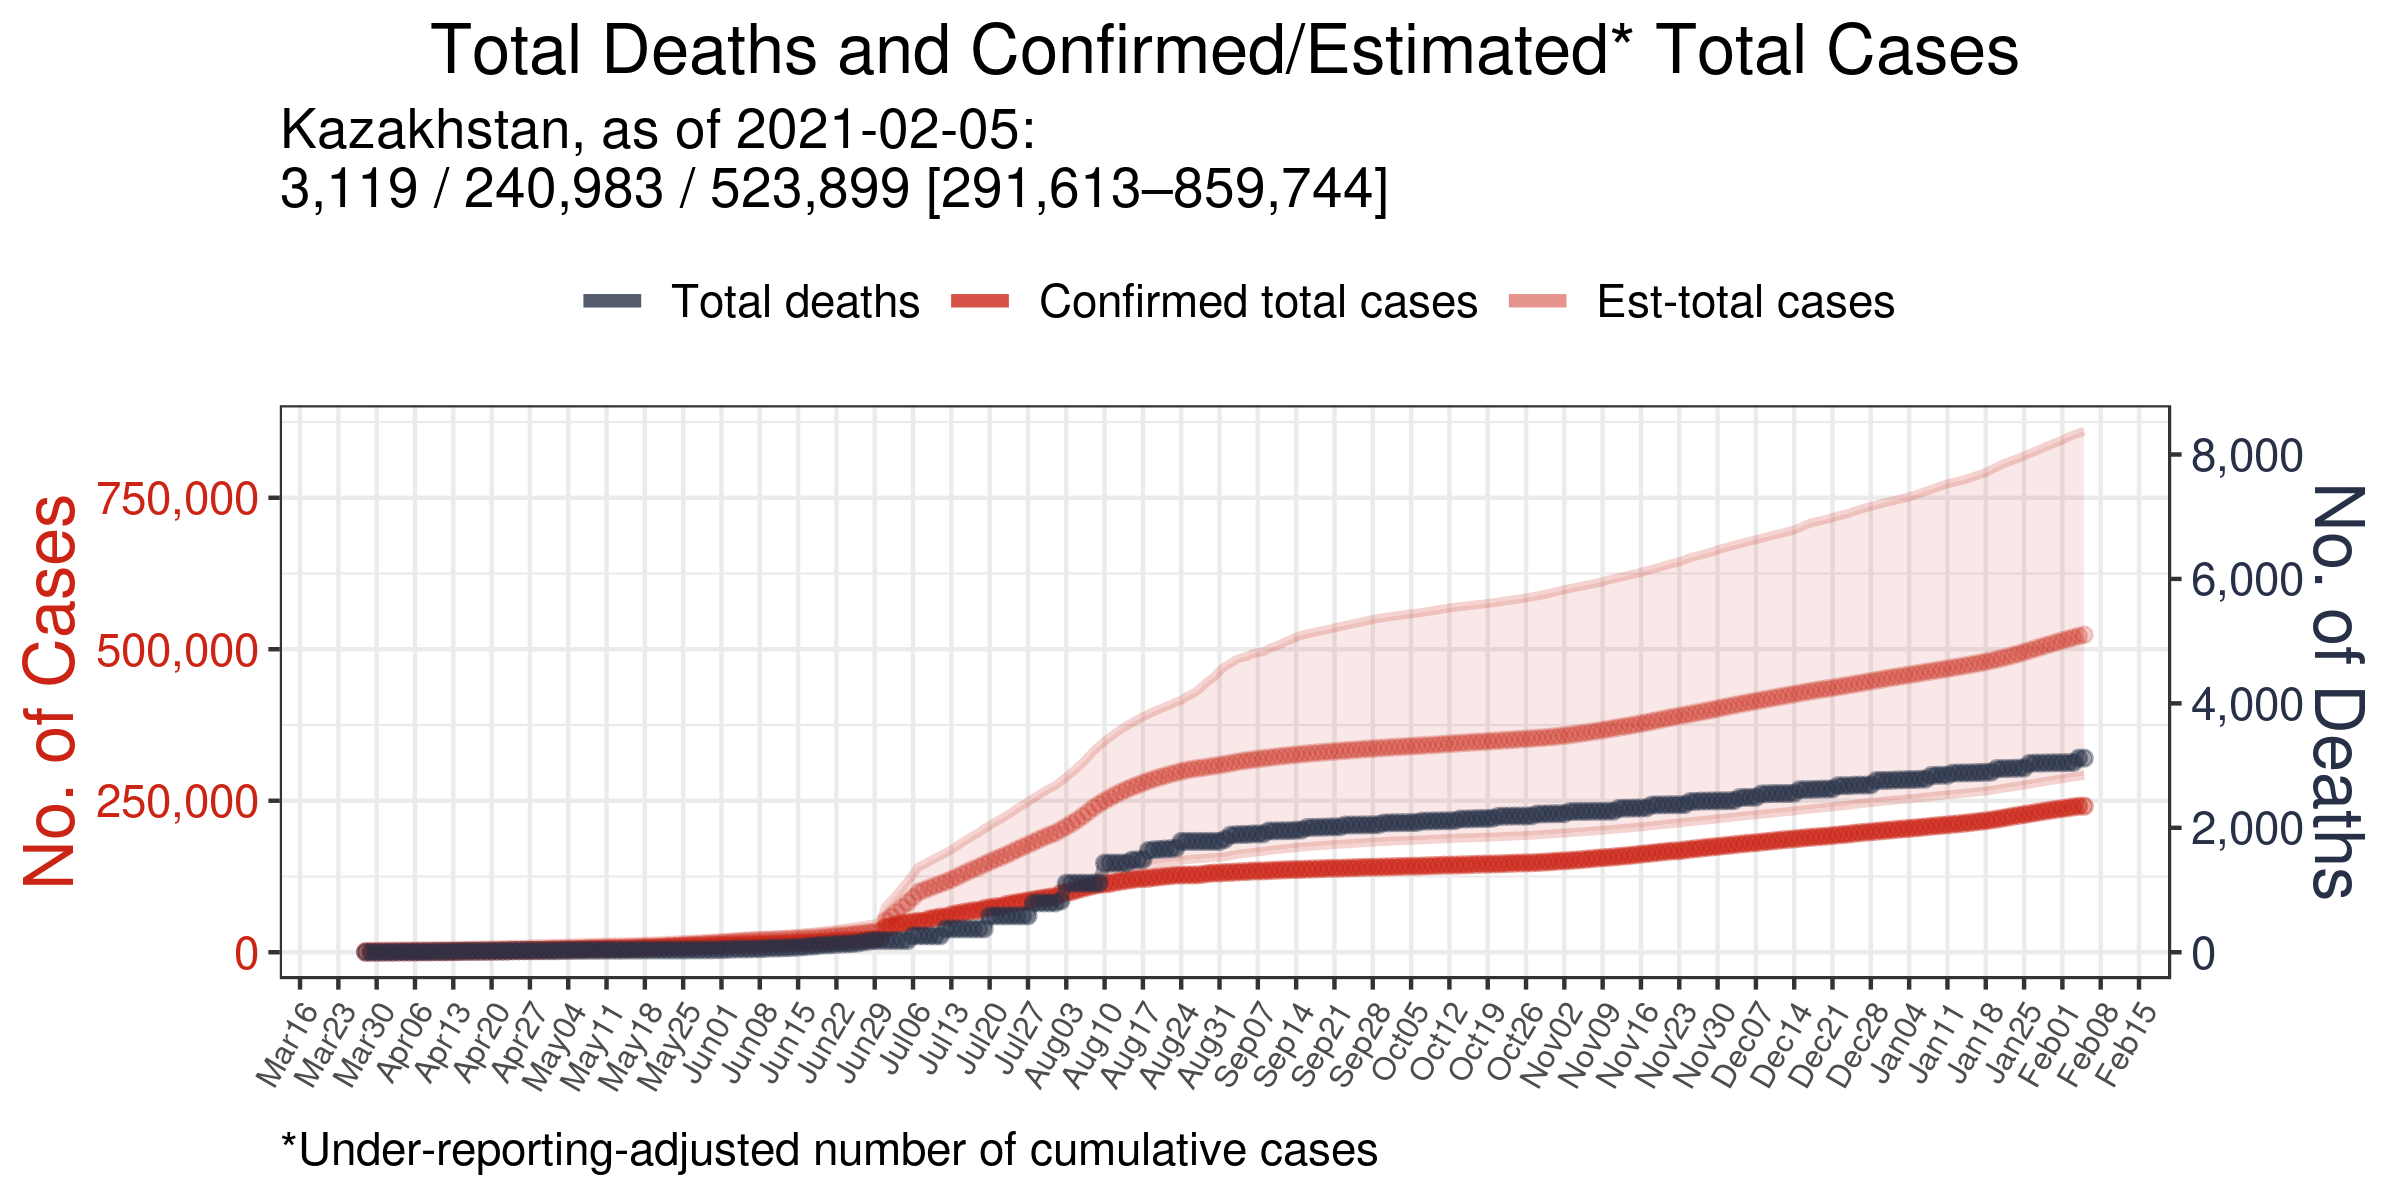 Total Deaths and Confirmed/Estimated* Total Cases
Kazakhstan, as of 2021-02-05:
3,119 / 240,983 / 523,899 [291,613–859,744]
Total deaths
Confirmed total cases
Est-total cases
No. of Cases
750,000
500,000
250,000
0
8,000
6,000
4,000
2,000
0
No. of Deaths
Mar16
Mar23
Mar30
Apr06
Apr13
Apr20
Apr27
May04
May11
May18
May25
Jun01
Jun08
Jun15
Jun22
Jun29
Jul06
Jul13
Jul20
Jul27
Aug03
Aug10
Aug17
Aug24
Aug31
Sep07
Sep14
Sep21
Sep28
Oct05
Oct12
Oct19
Oct26
Nov02
Nov09
Nov16
Nov23
Nov30
Dec07
Dec14
Dec21
Dec28
Jan04
Jan11
Jan18
Jan25
Feb01
Feb08
Feb15
*Under-reporting-adjusted number of cumulative cases